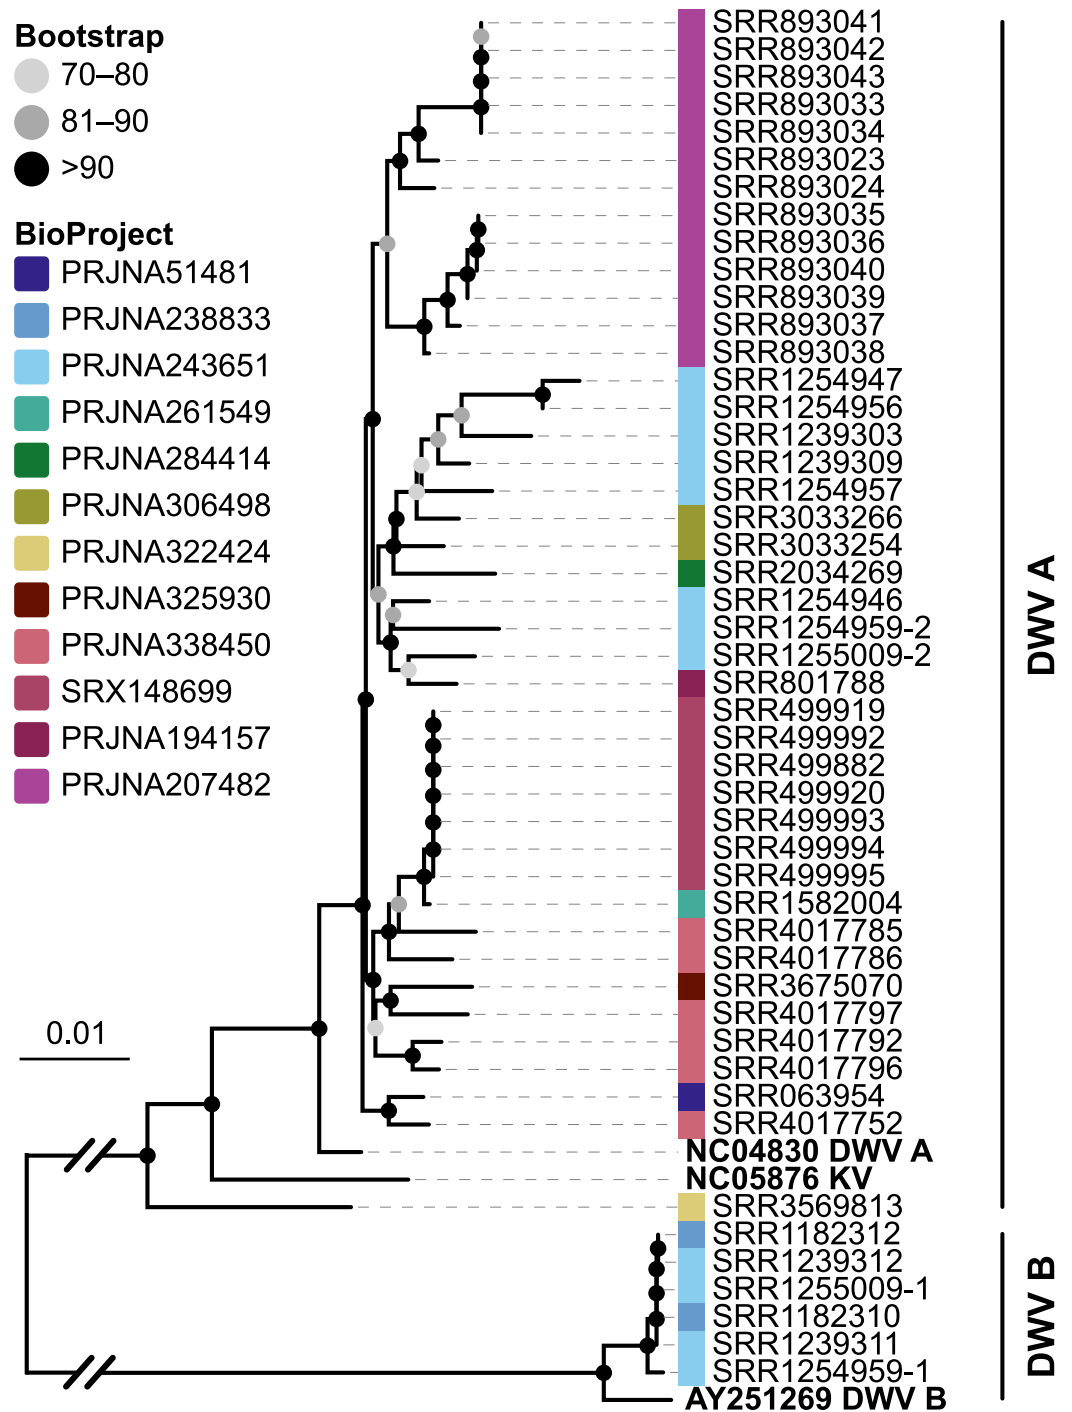 Bootstrap
70–80
81–90
>90
BioProject
PRJNA51481
PRJNA238833
PRJNA243651
PRJNA261549
PRJNA284414
PRJNA306498
PRJNA322424
PRJNA325930
PRJNA338450
SRX148699
PRJNA194157
PRJNA207482
0.01
SRR893041
SRR893042
SRR893043
SRR893033
SRR893034
SRR893023
SRR893024
SRR893035
SRR893036
SRR893040
SRR893039
SRR893037
SRR893038
SRR1254947
SRR1254956
SRR1239303
SRR1239309
SRR1254957
SRR3033266
SRR3033254
SRR2034269
SRR1254946
SRR1254959-2
SRR1255009-2
SRR801788
SRR499919
SRR499992
SRR499882
SRR499920
SRR499993
SRR499994
SRR499995
SRR1582004
SRR4017785
SRR4017786
SRR3675070
SRR4017797
SRR4017792
SRR4017796
SRR063954
SRR4017752
NC04830 DWV A
NC05876 KV
SRR3569813
SRR1182312
SRR1239312
SRR1255009-1
SRR1182310
SRR1239311
SRR1254959-1
AY251269 DWV B
DWV A
DWV B